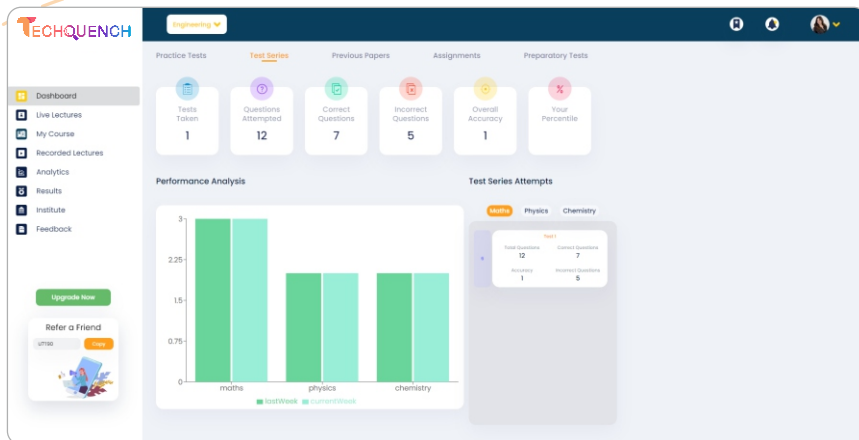 TECHQUENCH
Engineering
Practice Tests
Test Series
Previous Papers
Assignments
Preparatory Tests
Dashboard
Live Lectures
My Course
Recorded Lectures
Analytics
Results
Institute
Feedback
Upgrade Now
Refer a Friend
Copy
Tests
Taken
1
Questions
Attempted
12
Correct
Questions
7
Incorrect
Questions
5
Overall
Accuracy
1
Your
Percentile
Performance Analysis
3
2.25
1.5
0.75
0
maths
physics
chemistry
lastWeek
currentWeek
Test Series Attempts
Maths
Physics
Chemistry
Test 1
Total Questions
12
Correct Questions
7
Accuracy
1
Incorrect Questions
5